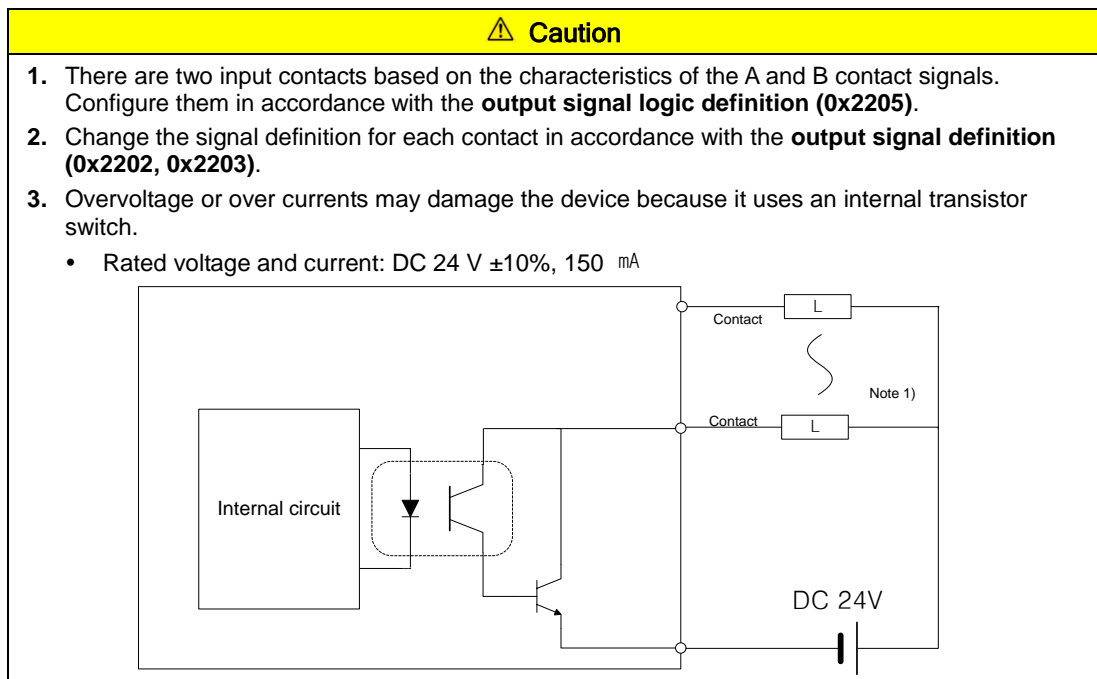 ⚠ Caution
1. There are two input contacts based on the characteristics of the A and B contact signals.
Configure them in accordance with the output signal logic definition (0x2205).
2. Change the signal definition for each contact in accordance with the output signal definition
(0x2202, 0x2203).
3. Overvoltage or over currents may damage the device because it uses an internal transistor
switch.
• Rated voltage and current: DC 24 V ±10%, 150 ㎃
L
Contact
Note 1)
Contact
L
Internal circuit
DC 24V